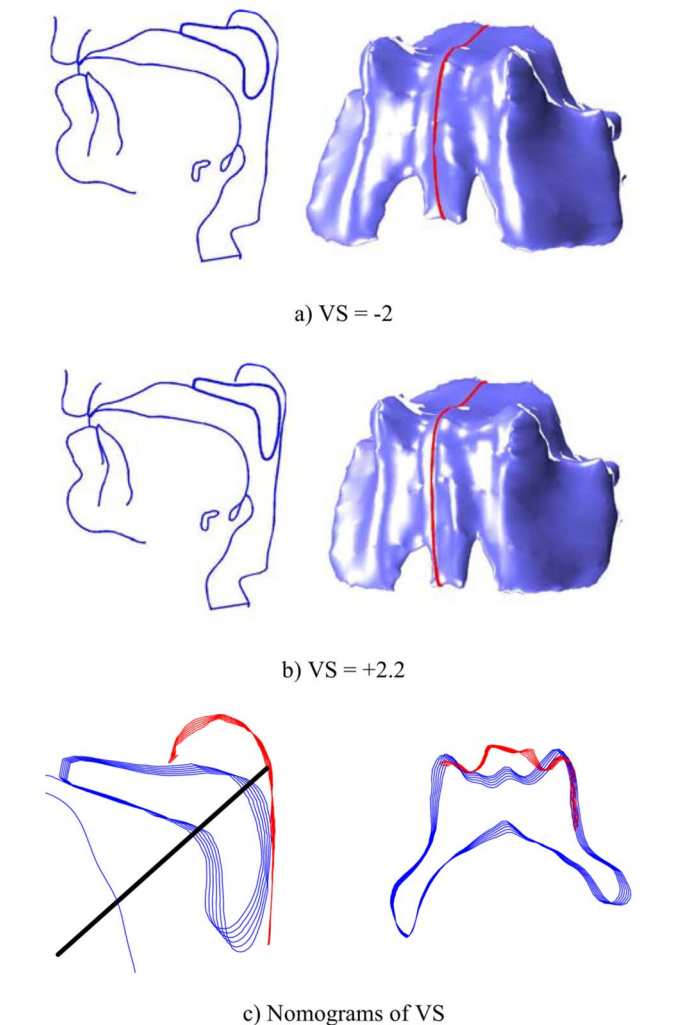 a) VS = -2
b) VS = +2.2
c) Nomograms of VS